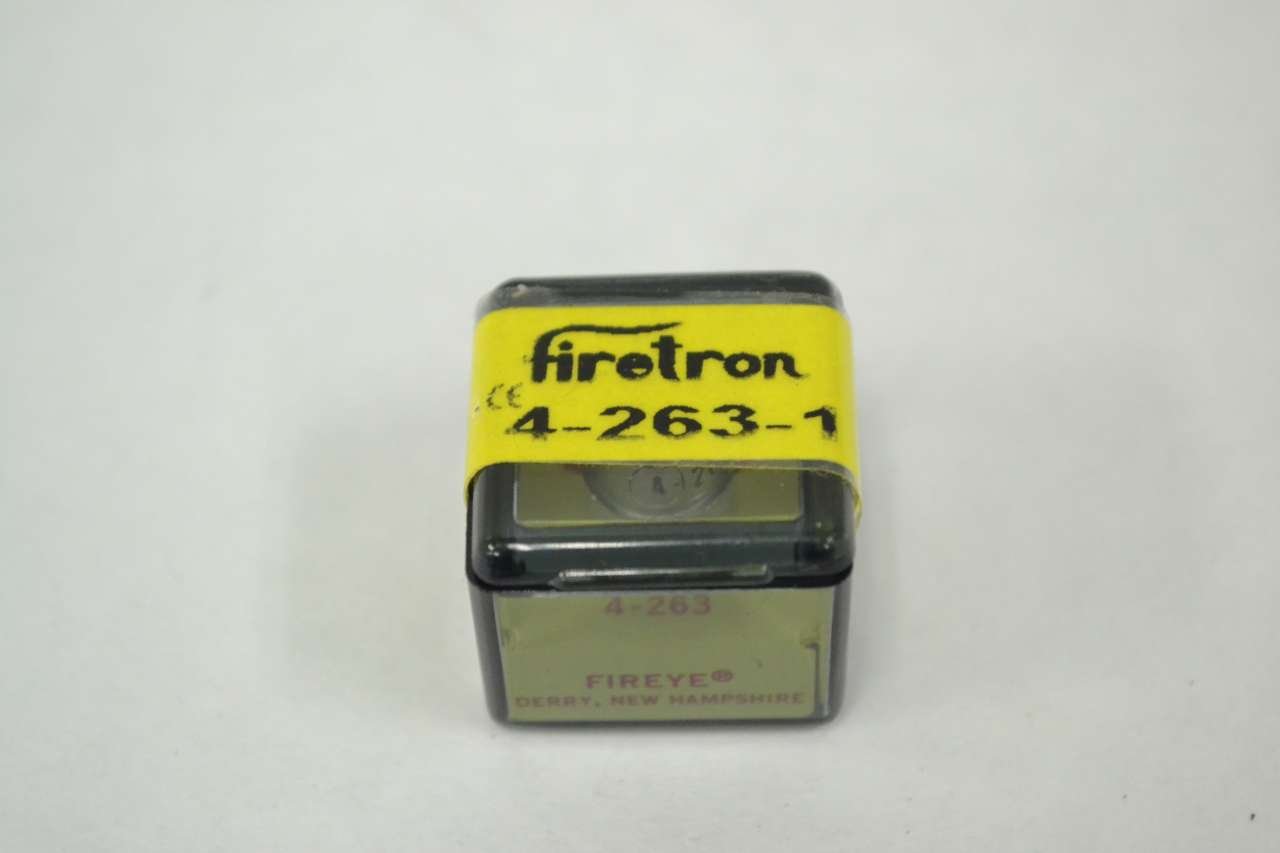 firetron
CE
4-263-1
4-263
FIREYE®
DERRY, NEW HAMPSHIRE